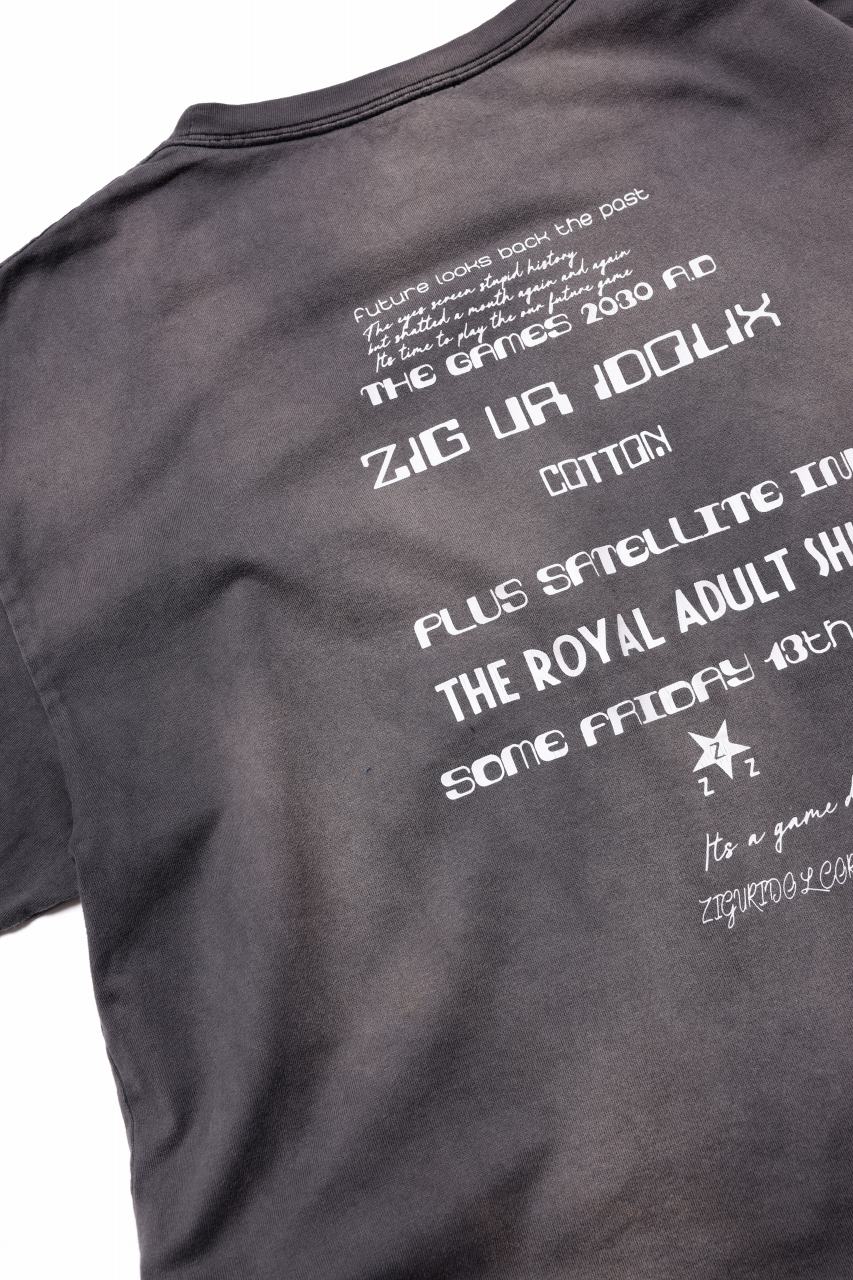 future looks back the past
The eyes screen stupid history
but shatted a mouth again and again
Its time to play the our future game
THE GAMES 2030 A.D
ZIG UR IDOLIX
COTTON
PLUS SATELLITE IN
THE ROYAL ADULT SH
SOME FRIDAY 13th
Z
Z Z
Its a game
ZIGURIDOL COR